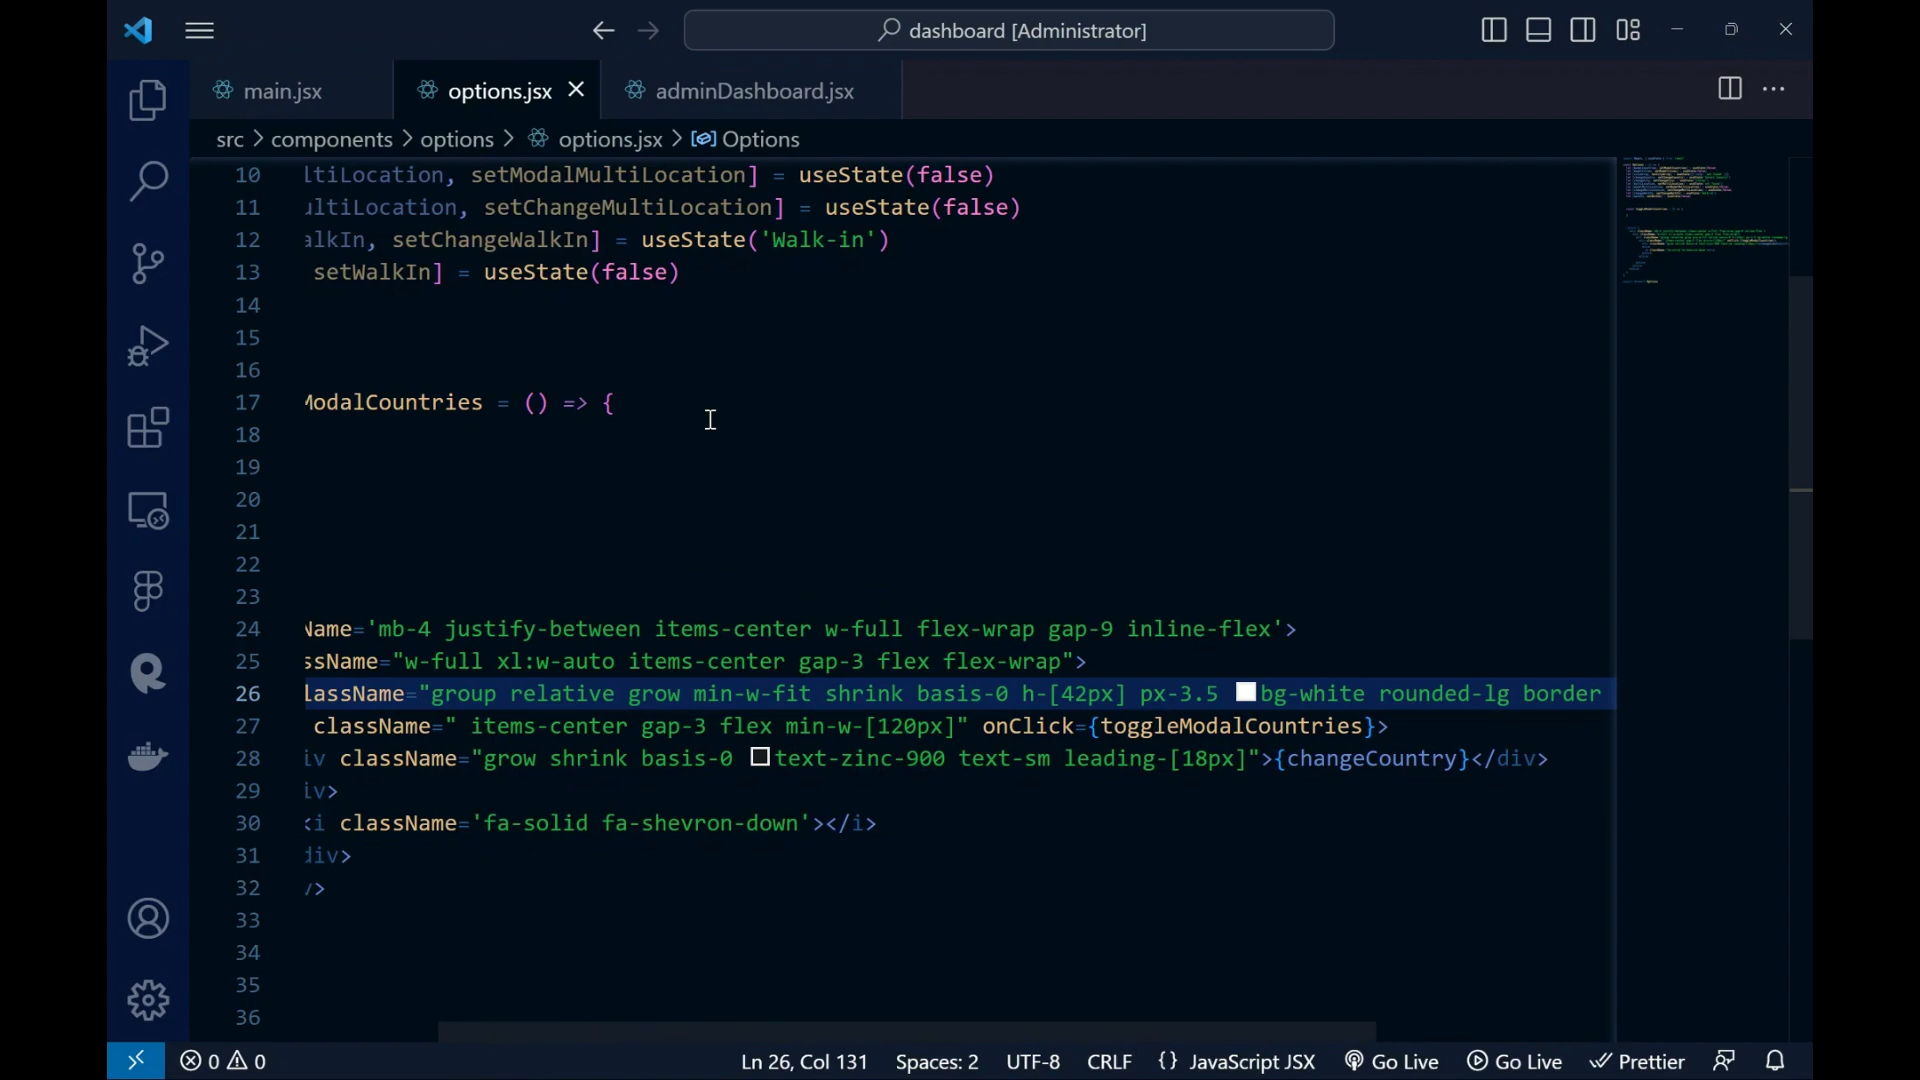 dashboard [Administrator]
main.jsx
options.jsx
adminDashboard.jsx
src > components > options > options.jsx > Options
10 ltiLocation, setModalMultiLocation] = useState(false)
11 ultiLocation, setChangeMultiLocation] = useState(false)
12 alkIn, setChangeWalkIn] = useState('Walk-in')
13 setWalkIn] = useState(false)
14
15
16
17 ModalCountries = () => {
18
19
20
21
22
23
24 Name='mb-4 justify-between items-center w-full flex-wrap gap-9 inline-flex'>
25 ssName="w-full xl:w-auto items-center gap-3 flex flex-wrap">
26 lassName="group relative grow min-w-fit shrink basis-0 h-[42px] px-3.5 bg-white rounded-lg border
27 className=" items-center gap-3 flex min-w-[120px]" onClick={toggleModalCountries}>
28 iv className="grow shrink basis-0 text-zinc-900 text-sm leading-[18px]">{changeCountry}</div>
29 iv>
30 <i className='fa-solid fa-shevron-down'></i>
31 div>
32 />
33
34
35
36
0 0 Ln 26, Col 131 Spaces: 2 UTF-8 CRLF {} JavaScript JSX Go Live Go Live Prettier